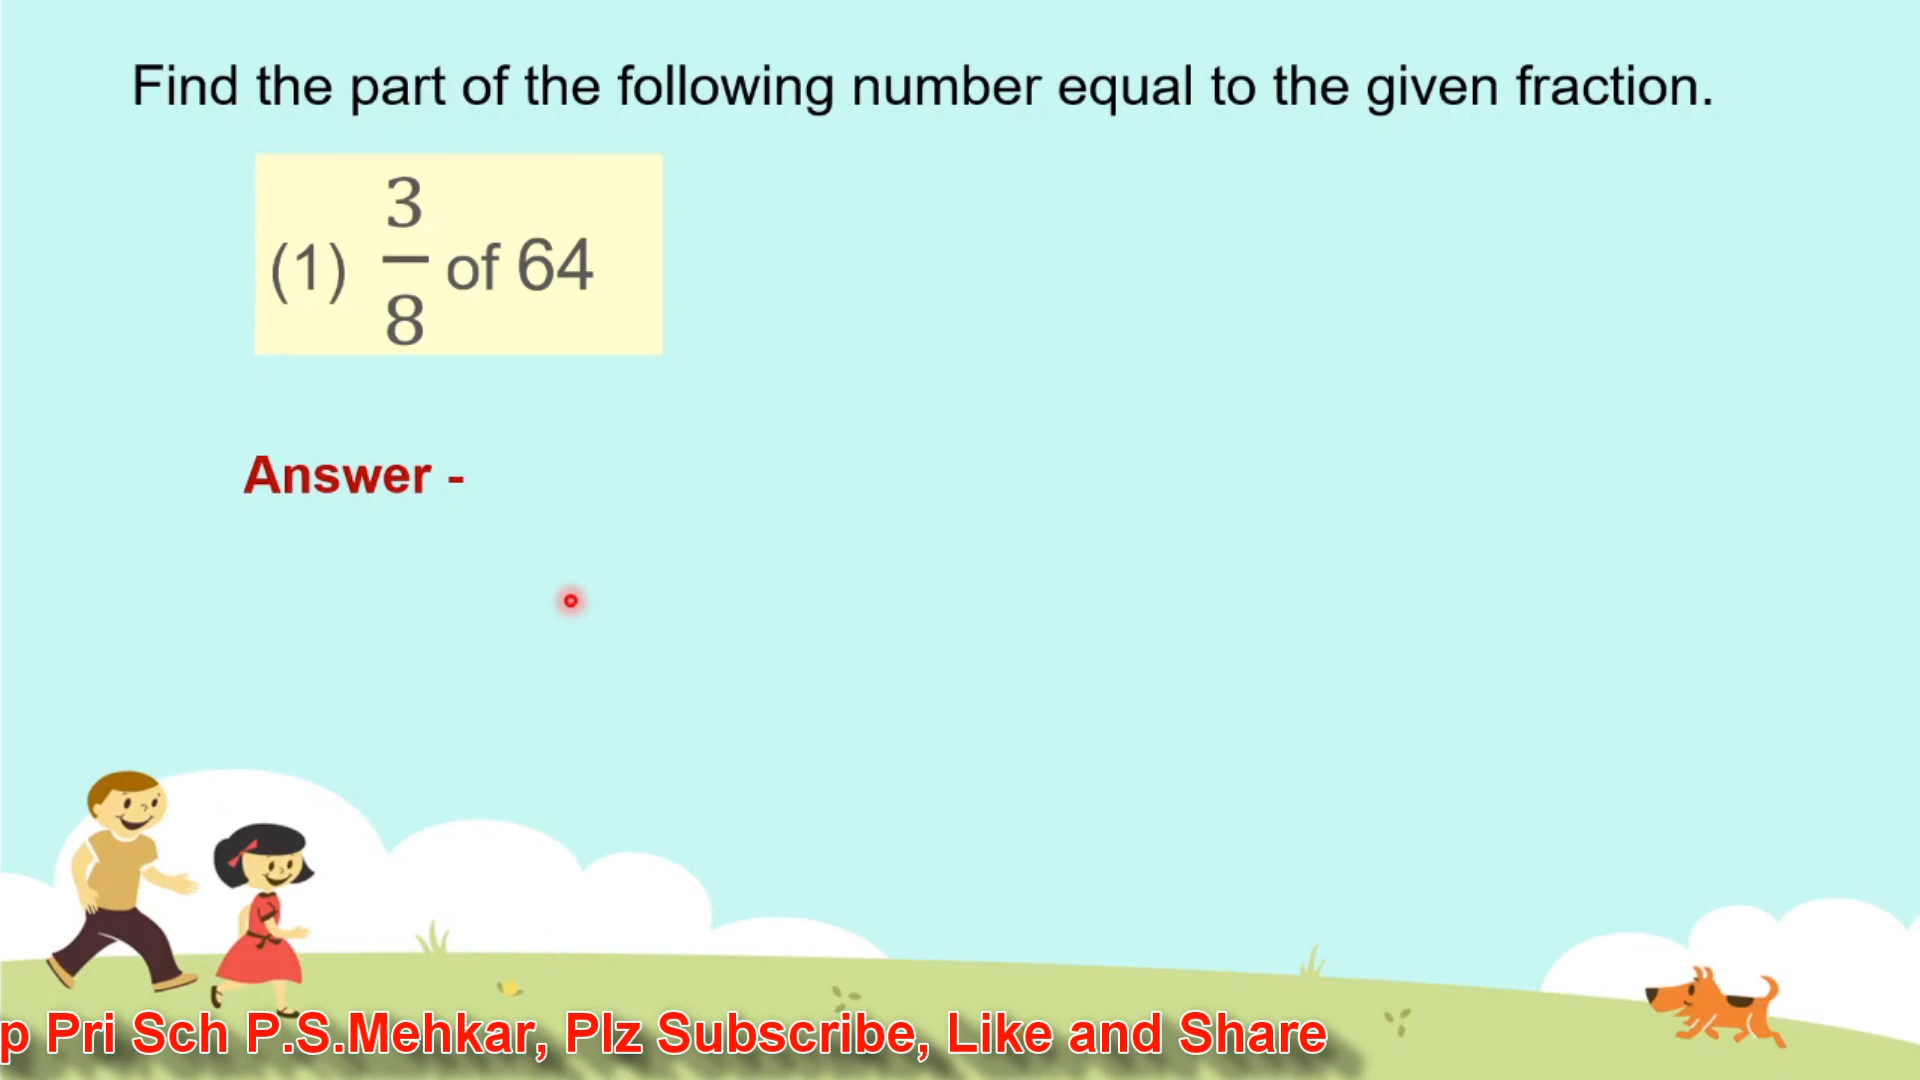 Find the part of the following number equal to the given fraction.
(1) 3/8 of 64
Answer -
p Pri Sch P.S.Mehkar, Plz Subscribe, Like and Share